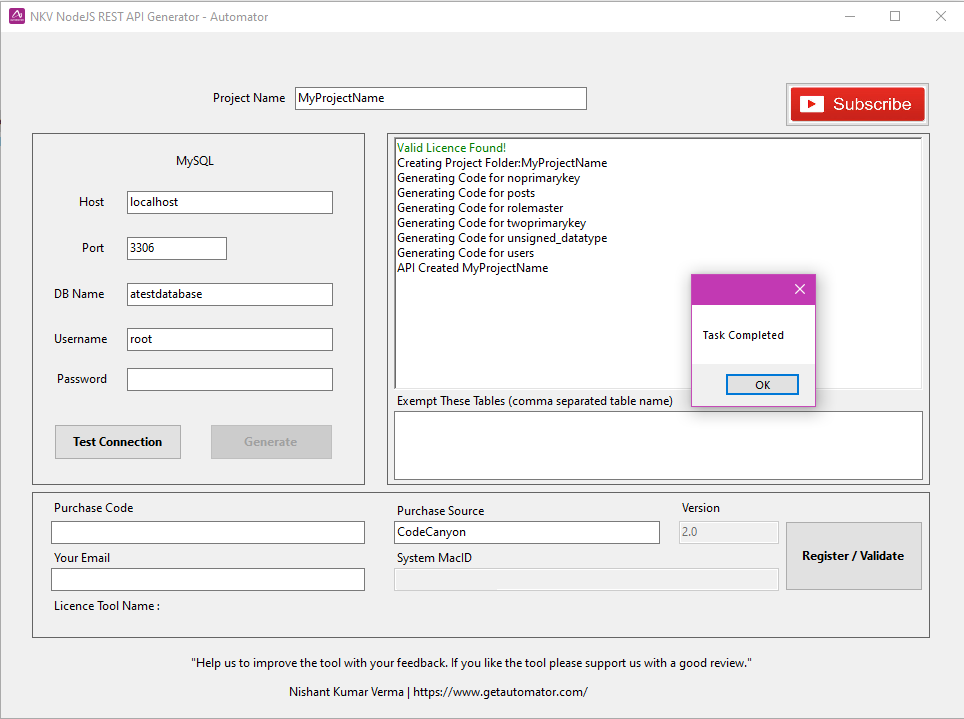 NKV NodeJS REST API Generator - Automator
Project Name
MyProjectName
Subscribe
MySQL
Host
localhost
Port
3306
DB Name
atestdatabase
Username
root
Password
Test Connection
Generate
Valid Licence Found!
Creating Project Folder:MyProjectName
Generating Code for noprimarykey
Generating Code for posts
Generating Code for rolemaster
Generating Code for twoprimarykey
Generating Code for unsigned_datatype
Generating Code for users
API Created MyProjectName
Task Completed
OK
Exempt These Tables (comma separated table name)
Purchase Code
Purchase Source
CodeCanyon
Version
2.0
Your Email
System MacID
Register / Validate
Licence Tool Name :
"Help us to improve the tool with your feedback. If you like the tool please support us with a good review."
Nishant Kumar Verma | https://www.getautomator.com/